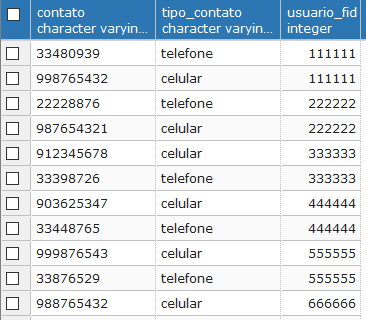 contato tipo_contato usuario_fid
character varyin... character varyin... integer
33480939 telefone 111111
998765432 celular 111111
22228876 telefone 222222
987654321 celular 222222
912345678 celular 333333
33398726 telefone 333333
903625347 celular 444444
33448765 telefone 444444
999876543 celular 555555
33876529 telefone 555555
988765432 celular 666666